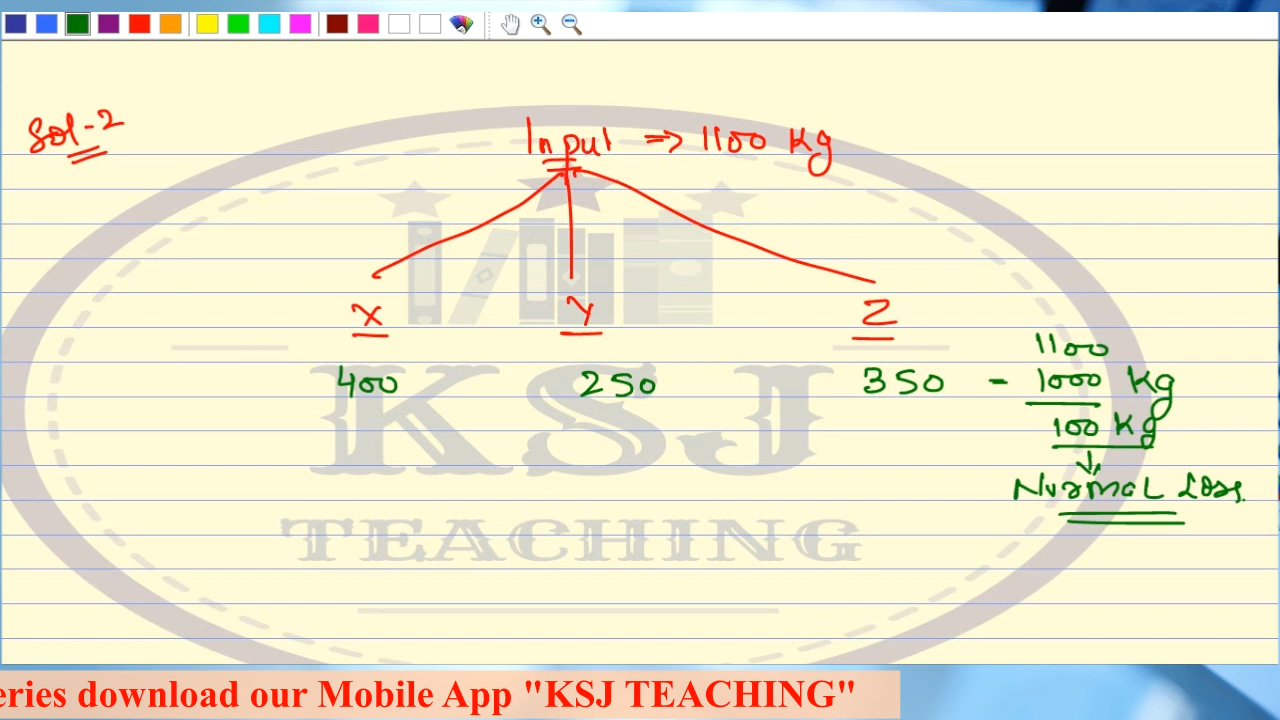 Sol-2
Input => 1100 Kg
X Y Z
1100
400 250 350 - 1000 Kg
100 Kg
Normal Loss.
KSJ
TEACHING
eries download our Mobile App "KSJ TEACHING"